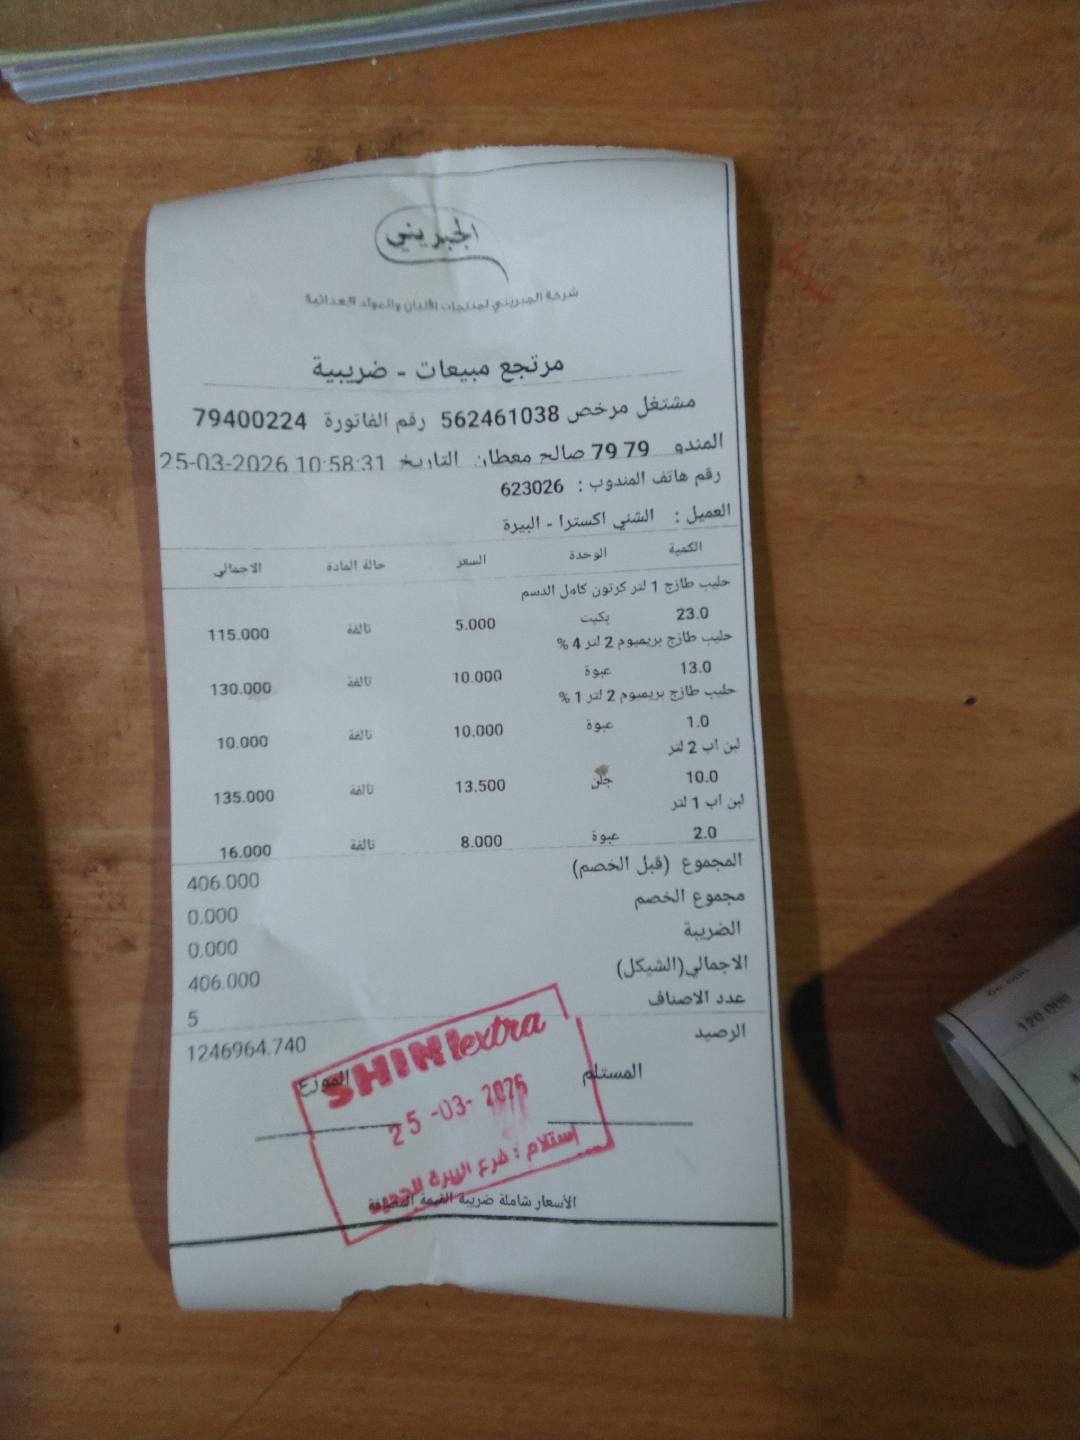 الجبريني
شركة الجبريني لمنتجات الألبان والمواد الغذائية
مرتجع مبيعات - ضريبية
مشتغل مرخص 562461038 رقم الفاتورة 79400224
المندو 79 79 صالح معطان التاريخ 25-03-2026 10:58:31
رقم هاتف المندوب : 623026
العميل : الشني اكسترا - البيرة
الكمية الوحدة السعر حالة المادة الاجمالي
حليب طازج 1 لتر كرتون كامل الدسم
23.0 بكيت 5.000 تالفة 115.000
حليب طازج بريميوم 2 لتر 4 %
13.0 عبوة 10.000 تالفة 130.000
حليب طازج بريميوم 2 لتر 1 %
1.0 عبوة 10.000 تالفة 10.000
لبن اب 2 لتر
10.0 جلن 13.500 تالفة 135.000
لبن اب 1 لتر
2.0 عبوة 8.000 تالفة 16.000
المجموع (قبل الخصم) 406.000
مجموع الخصم 0.000
الضريبة 0.000
الاجمالي(الشيكل) 406.000
عدد الاصناف 5
الرصيد 1246964.740
المستلم الموزع
SHINI extra
25-03-2026
إستلام : فرع البيرة الجديد
الأسعار شاملة ضريبة القيمة المضافة
120.000